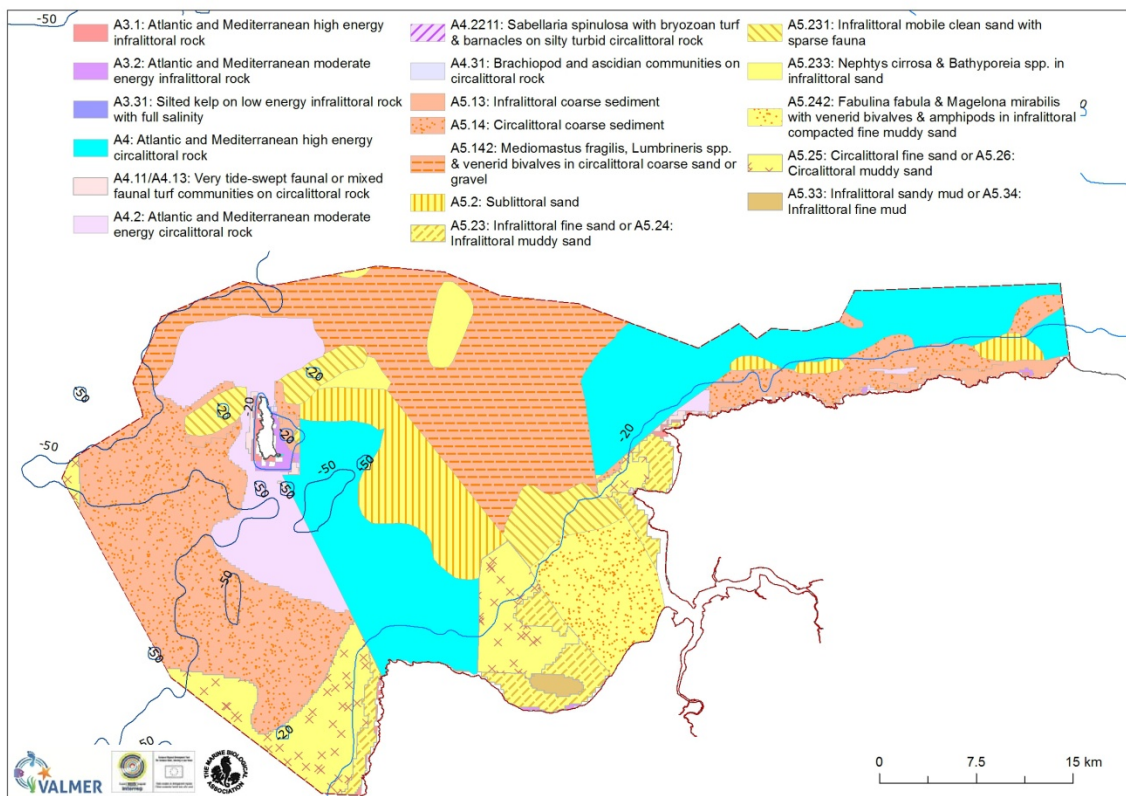 -50
A3.1: Atlantic and Mediterranean high energy
infralittoral rock
A3.2: Atlantic and Mediterranean moderate
energy infralittoral rock
A3.31: Silted kelp on low energy infralittoral rock
with full salinity
A4: Atlantic and Mediterranean high energy
circalittoral rock
A4.11/A4.13: Very tide-swept faunal or mixed
faunal turf communities on circalittoral rock
A4.2: Atlantic and Mediterranean moderate
energy circalittoral rock
A4.2211: Sabellaria spinulosa with bryozoan turf
& barnacles on silty turbid circalittoral rock
A4.31: Brachiopod and ascidian communities on
circalittoral rock
A5.13: Infralittoral coarse sediment
A5.14: Circalittoral coarse sediment
A5.142: Mediomastus fragilis, Lumbrineris spp.
& venerid bivalves in circalittoral coarse sand or
gravel
A5.2: Sublittoral sand
A5.23: Infralittoral fine sand or A5.24:
Infralittoral muddy sand
A5.231: Infralittoral mobile clean sand with
sparse fauna
A5.233: Nephtys cirrosa & Bathyporeia spp. in
infralittoral sand
A5.242: Fabulina fabula & Magelona mirabilis
with venerid bivalves & amphipods in infralittoral
compacted fine muddy sand
A5.25: Circalittoral fine sand or A5.26:
Circalittoral muddy sand
A5.33: Infralittoral sandy mud or A5.34:
Infralittoral fine mud
-20
-50
-20
-20
-20
-20
-50
-50
-50
-50
-50
-50
-50
-20
-50
VALMER
THE MARINE BIOLOGICAL
ASSOCIATION
0 7.5 15 km